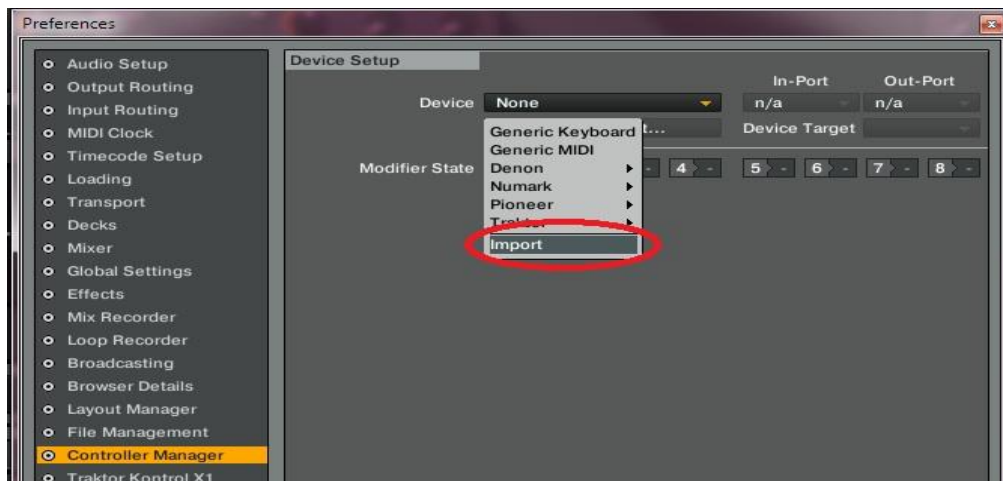 Preferences
Audio Setup
Output Routing
Input Routing
MIDI Clock
Timecode Setup
Loading
Transport
Decks
Mixer
Global Settings
Effects
Mix Recorder
Loop Recorder
Broadcasting
Browser Details
Layout Manager
File Management
Controller Manager
Traktor Kontrol X1
Device Setup
In-Port Out-Port
Device None n/a n/a
t... Device Target
Generic Keyboard
Generic MIDI
Denon
Numark
Pioneer
Traktor
Import
Modifier State - 4 - 5 - 6 - 7 - 8 -